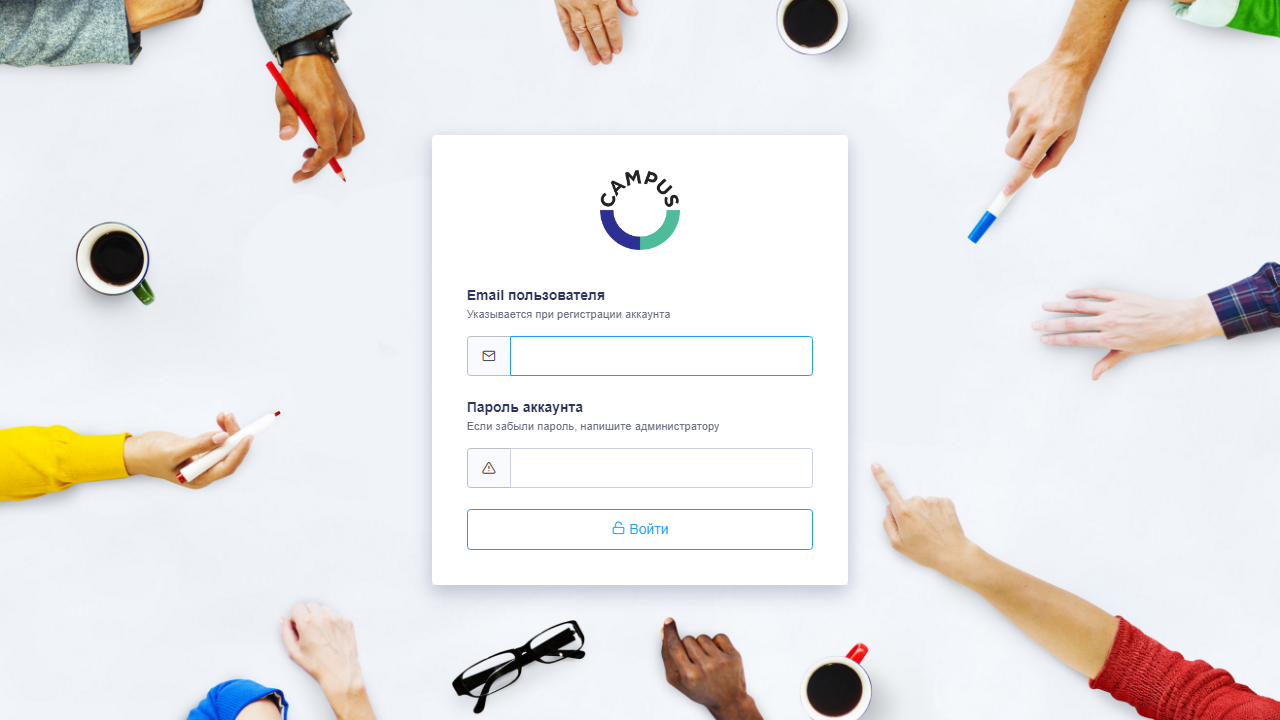 CAMPUS
Email пользователя
Указывается при регистрации аккаунта
Пароль аккаунта
Если забыли пароль, напишите администратору
Войти